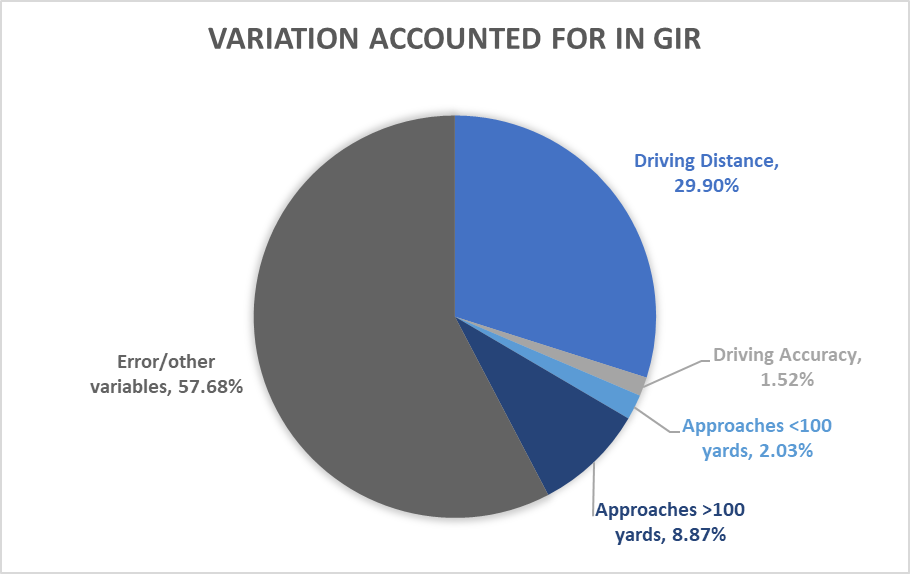 VARIATION ACCOUNTED FOR IN GIR
Driving Distance,
29.90%
Driving Accuracy,
1.52%
Approaches <100
yards, 2.03%
Approaches >100
yards, 8.87%
Error/other
variables, 57.68%